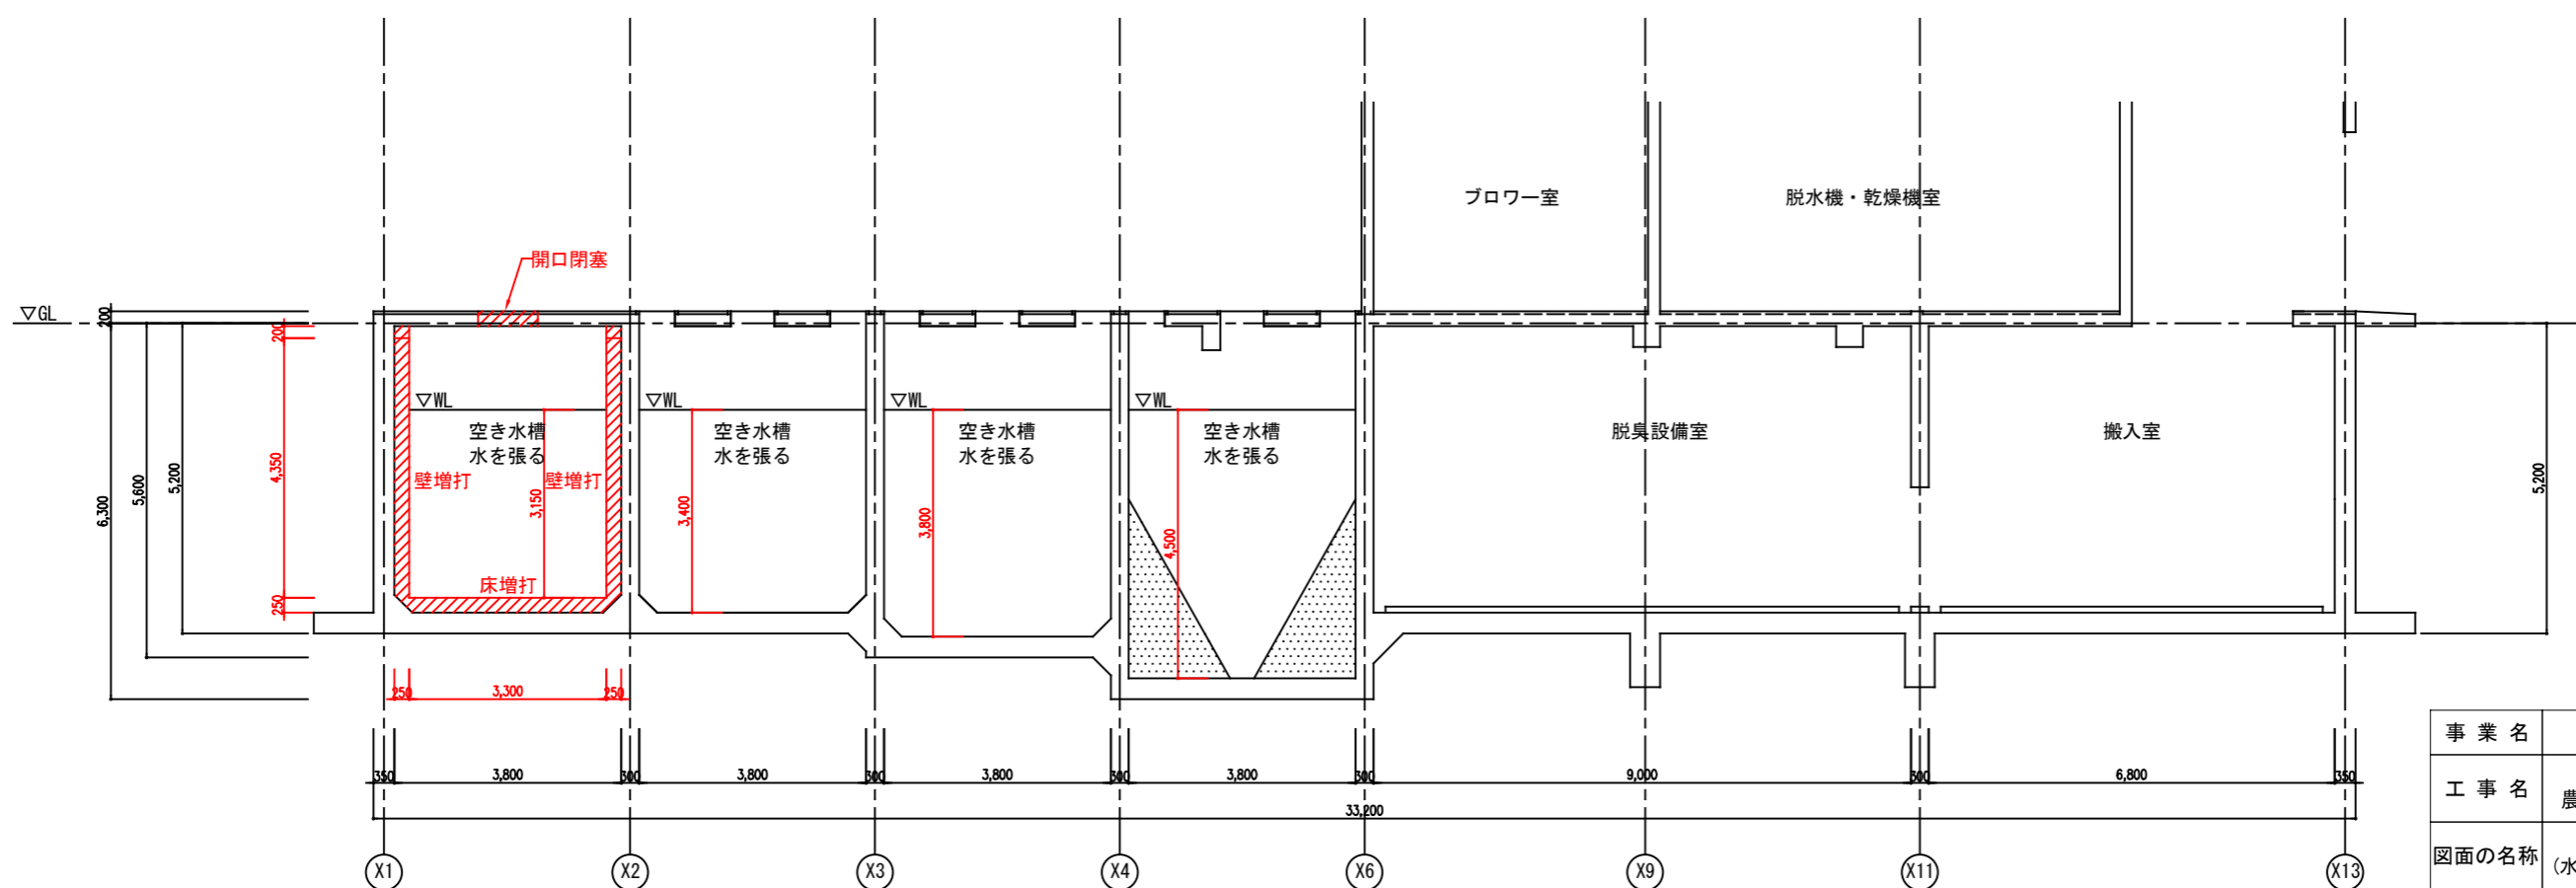 ブロワー室
脱水機・乾燥機室
開口閉塞
▽GL
200
200
▽WL
▽WL
▽WL
▽WL
空き水槽
水を張る
空き水槽
水を張る
空き水槽
水を張る
空き水槽
水を張る
脱臭設備室
搬入室
壁増打
壁増打
床増打
4,350
5,200
5,600
6,300
250
3,150
3,400
3,800
4,500
5,200
250
3,300
250
350
3,800
300
3,800
300
3,800
300
3,800
300
9,000
300
6,800
350
33,200
X1
X2
X3
X4
X6
X9
X11
X13
事業名
工事名
農
図面の名称
(水